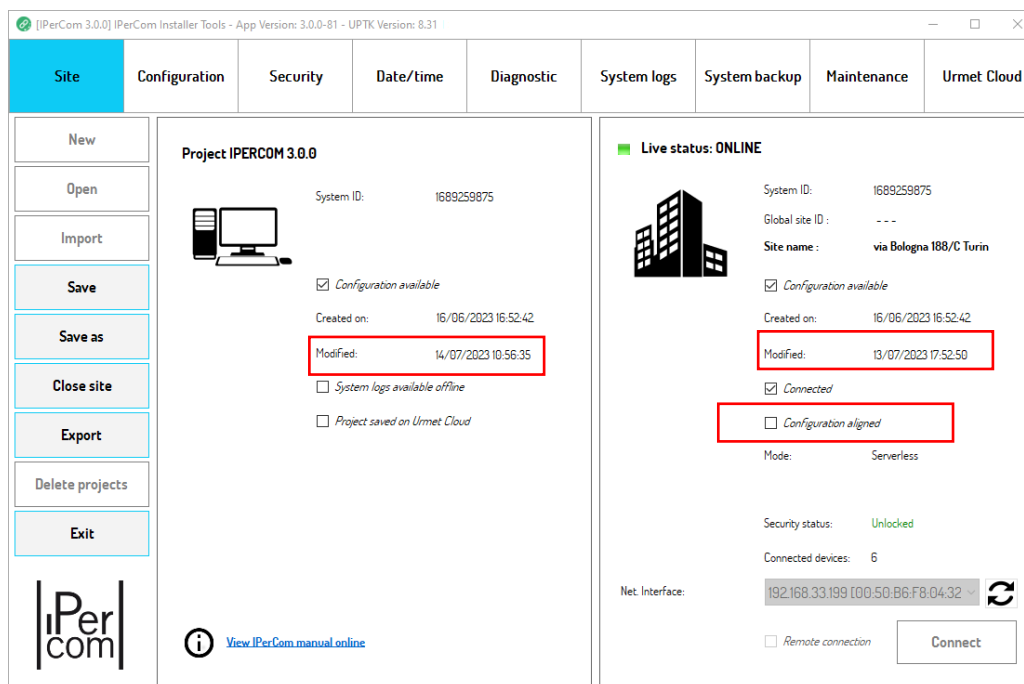 [IPerCom 3.0.0] IPerCom Installer Tools - App Version: 3.0.0-81 - UPTK Version: 8.31
Site
Configuration
Security
Date/time
Diagnostic
System logs
System backup
Maintenance
Urmet Cloud
New
Open
Import
Save
Save as
Close site
Export
Delete projects
Exit
IPer
com
Project IPERCOM 3.0.0
System ID: 1689259875
Configuration available
Created on: 16/06/2023 16:52:42
Modified: 14/07/2023 10:56:35
System logs available offline
Project saved on Urmet Cloud
View IPerCom manual online
Live status: ONLINE
System ID: 1689259875
Global site ID : - - -
Site name : via Bologna 188/C Turin
Configuration available
Created on: 16/06/2023 16:52:42
Modified: 13/07/2023 17:52:50
Connected
Configuration aligned
Mode: Serverless
Security status: Unlocked
Connected devices: 6
Net. Interface: 192.168.33.199 [00:50:B6:F8:04:32
Remote connection
Connect